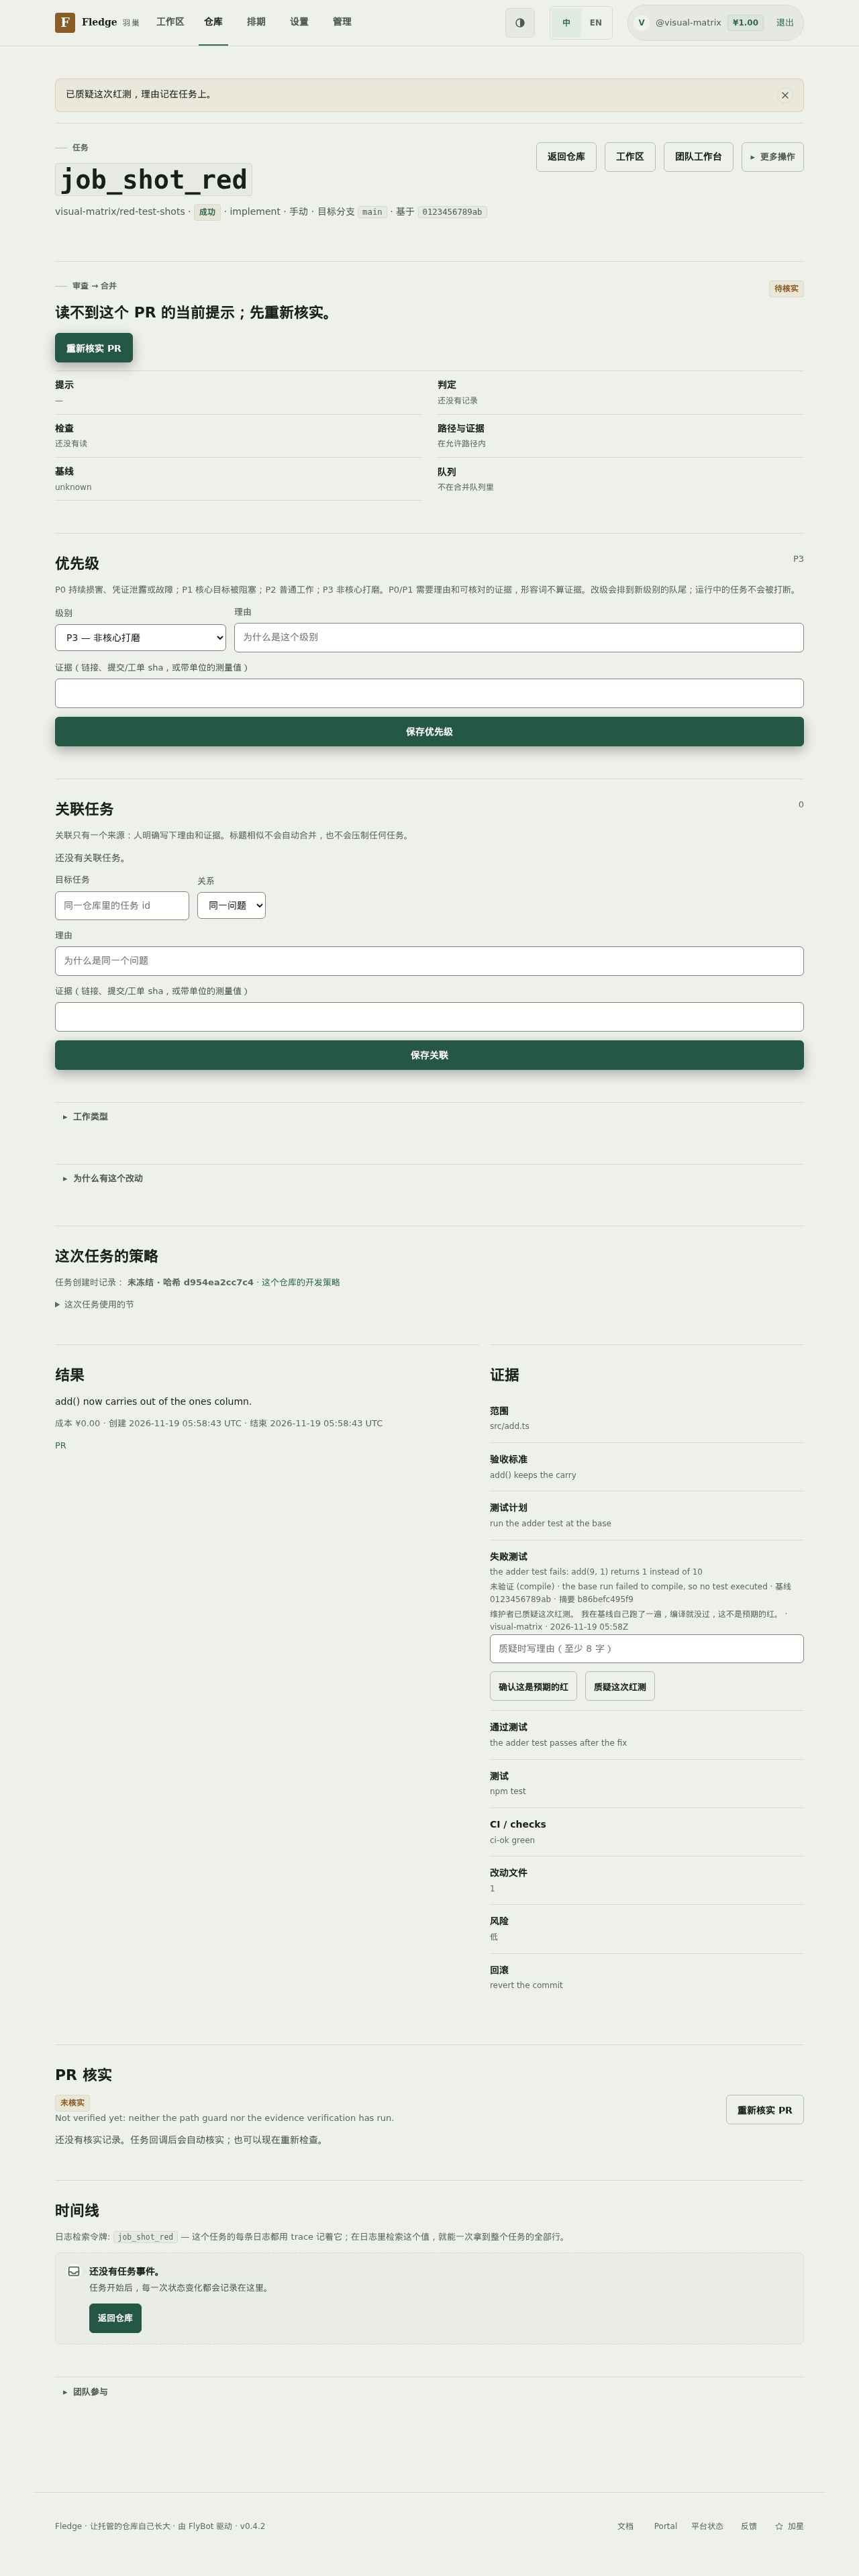 F Fledge 羽巢 工作区 仓库 排期 设置 管理 中 EN V @visual-matrix ¥1.00 退出
已质疑这次红测，理由记在任务上。
任务
返回仓库 工作区 团队工作台 ▸ 更多操作
job_shot_red
visual-matrix/red-test-shots · 成功 · implement · 手动 · 目标分支 main · 基于 0123456789ab
审查 → 合并
待核实
读不到这个 PR 的当前提示；先重新核实。
重新核实 PR
提示
—
判定
还没有记录
检查
还没有读
路径与证据
在允许路径内
基线
unknown
队列
不在合并队列里
优先级
P3
P0 持续损害、凭证泄露或故障；P1 核心目标被阻塞；P2 普通工作；P3 非核心打磨。P0/P1 需要理由和可核对的证据，形容词不算证据。改级会排到新级别的队尾；运行中的任务不会被打断。
级别
理由
P3 — 非核心打磨
为什么是这个级别
证据（链接、提交/工单 sha，或带单位的测量值）
保存优先级
关联任务
0
关联只有一个来源：人明确写下理由和证据。标题相似不会自动合并，也不会压制任何任务。
还没有关联任务。
目标任务
关系
同一仓库里的任务 id
同一问题
理由
为什么是同一个问题
证据（链接、提交/工单 sha，或带单位的测量值）
保存关联
▸ 工作类型
▸ 为什么有这个改动
这次任务的策略
任务创建时记录： 未冻结 · 哈希 d954ea2cc7c4 · 这个仓库的开发策略
▶ 这次任务使用的节
结果
add() now carries out of the ones column.
成本 ¥0.00 · 创建 2026-11-19 05:58:43 UTC · 结束 2026-11-19 05:58:43 UTC
PR
证据
范围
src/add.ts
验收标准
add() keeps the carry
测试计划
run the adder test at the base
失败测试
the adder test fails: add(9, 1) returns 1 instead of 10
未验证 (compile) · the base run failed to compile, so no test executed · 基线
0123456789ab · 摘要 b86befc495f9
维护者已质疑这次红测。 我在基线自己跑了一遍，编译就没过，这不是预期的红。 ·
visual-matrix · 2026-11-19 05:58Z
质疑时写理由（至少 8 字）
确认这是预期的红 质疑这次红测
通过测试
the adder test passes after the fix
测试
npm test
CI / checks
ci-ok green
改动文件
1
风险
低
回滚
revert the commit
PR 核实
未核实
Not verified yet: neither the path guard nor the evidence verification has run.
重新核实 PR
还没有核实记录。任务回调后会自动核实；也可以现在重新检查。
时间线
日志检索令牌: job_shot_red — 这个任务的每条日志都用 trace 记着它；在日志里检索这个值，就能一次拿到整个任务的全部行。
还没有任务事件。
任务开始后，每一次状态变化都会记录在这里。
返回仓库
▸ 团队参与
Fledge · 让托管的仓库自己长大 · 由 FlyBot 驱动 · v0.4.2
文档 Portal 平台状态 反馈 ☆ 加星